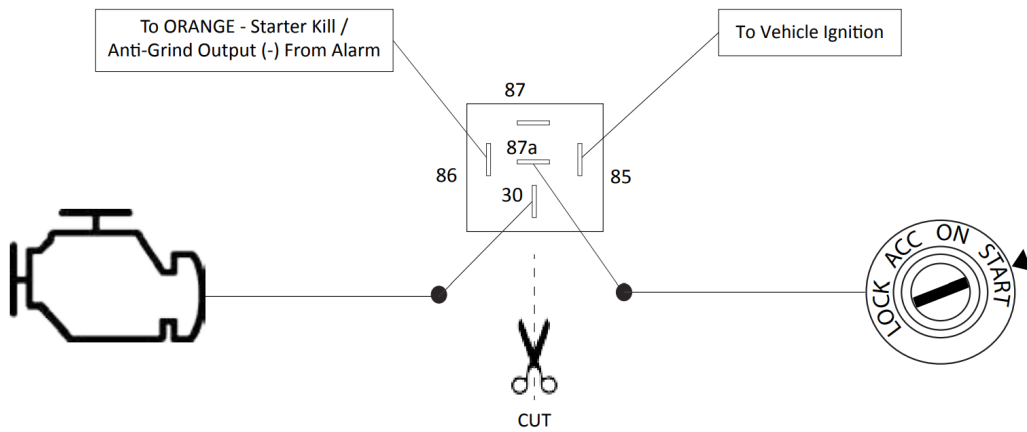 To ORANGE - Starter Kill /
Anti-Grind Output (-) From Alarm
To Vehicle Ignition
87
87a
86
85
30
LOCK ACC ON START
CUT